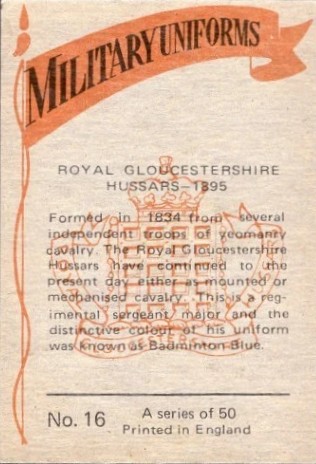 MILITARY UNIFORMS
ROYAL GLOUCESTERSHIRE
HUSSARS–1895
Formed in 1834 from several
independent troops of yeomanry
cavalry. The Royal Gloucestershire
Hussars have continued to the
present day either as mounted or
mechanised cavalry. This is a reg-
imental sergeant major and the
distinctive colour of his uniform
was known as Badminton Blue.
No. 16
A series of 50
Printed in England